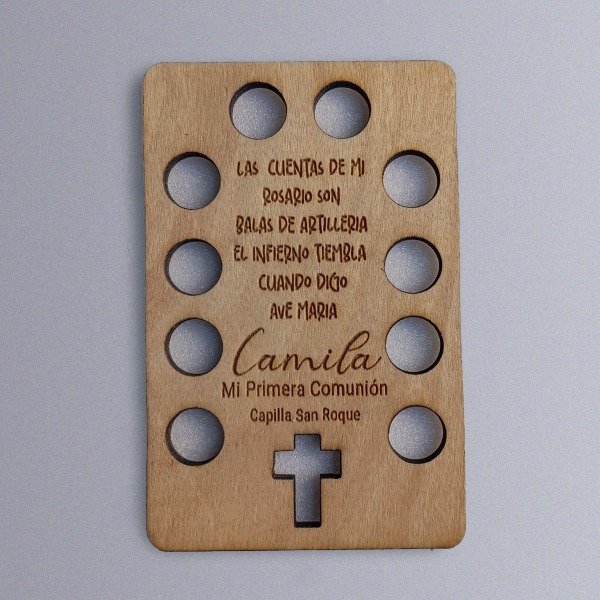 LAS CUENTAS DE MI
ROSARIO SON
BALAS DE ARTILLERIA
EL INFIERNO TIEMBLA
CUANDO DIGO
AVE MARIA
Camila
Mi Primera Comunión
Capilla San Roque